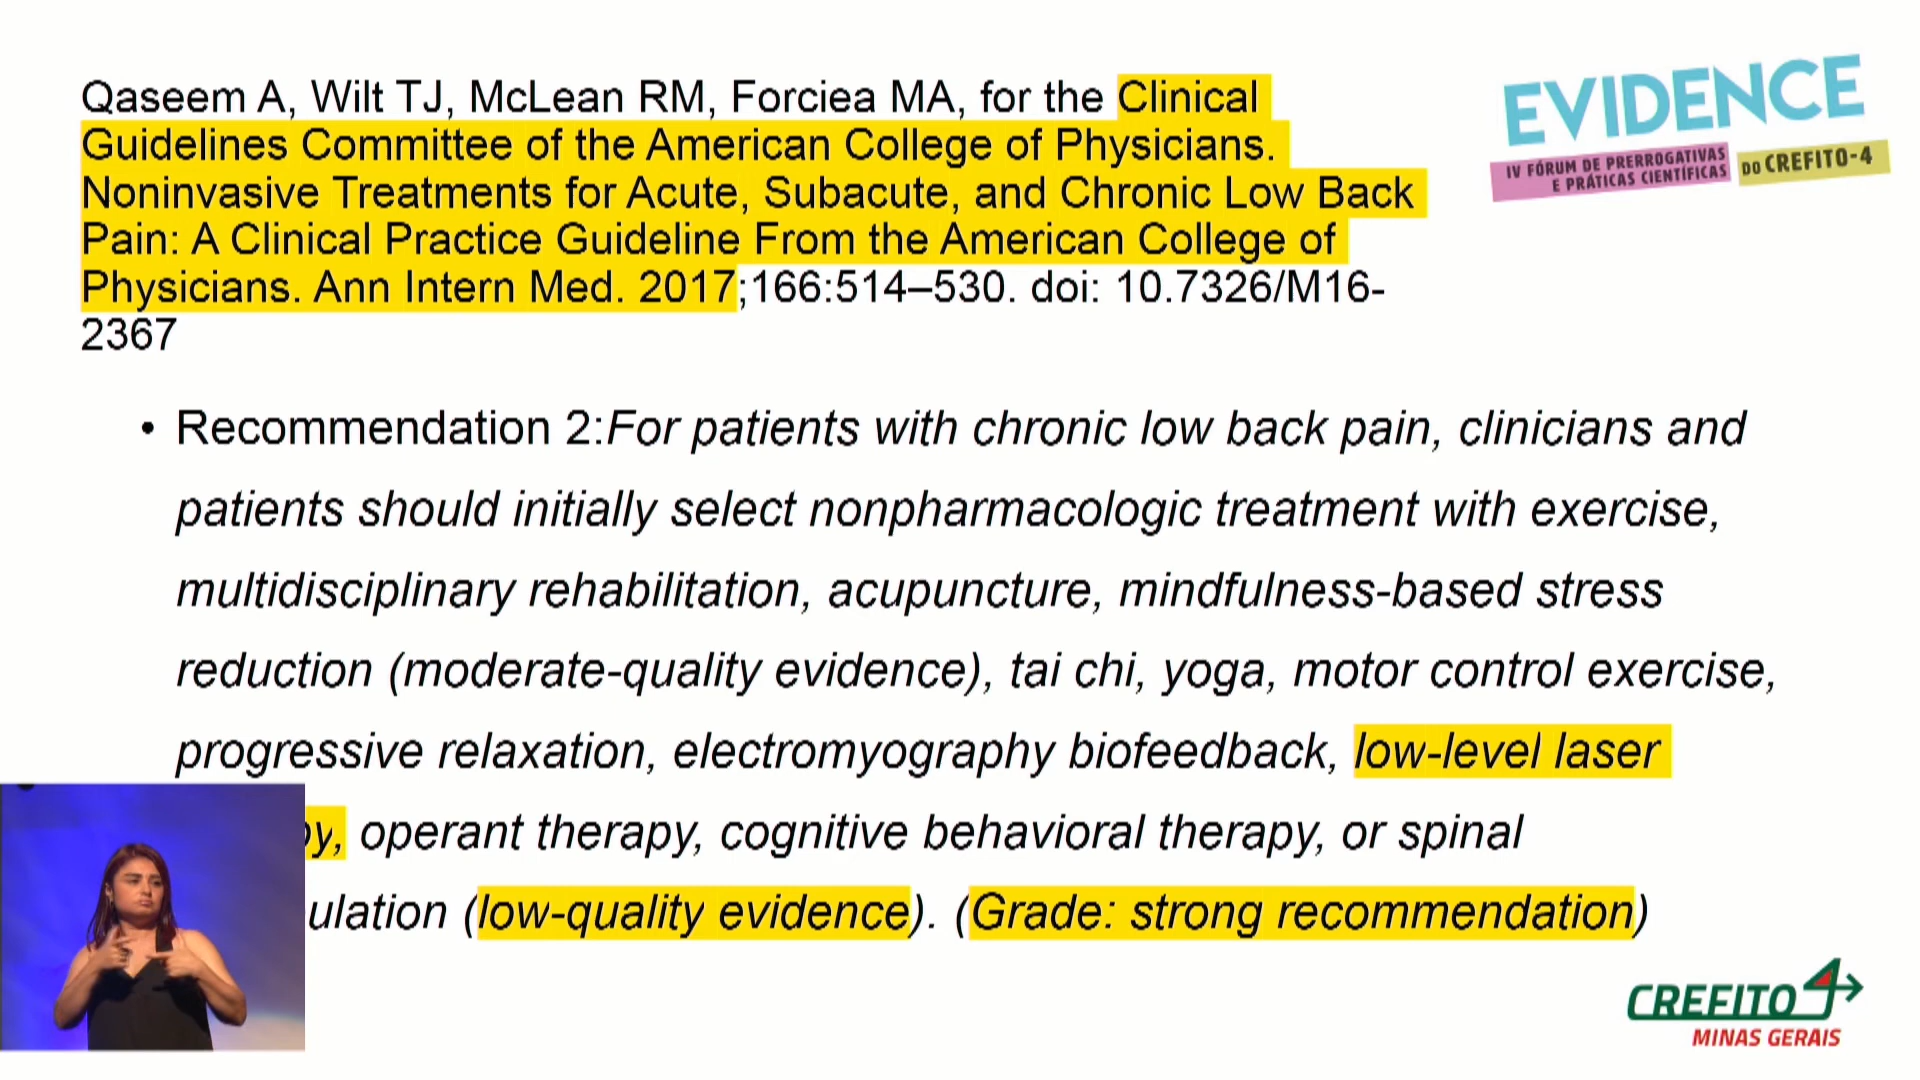 Qaseem A, Wilt TJ, McLean RM, Forciea MA, for the Clinical
Guidelines Committee of the American College of Physicians.
Noninvasive Treatments for Acute, Subacute, and Chronic Low Back
Pain: A Clinical Practice Guideline From the American College of
Physicians. Ann Intern Med. 2017;166:514–530. doi: 10.7326/M16-
2367
EVIDENCE
IV FÓRUM DE PRERROGATIVAS
E PRÁTICAS CIENTÍFICAS
DO CREFITO-4
• Recommendation 2:For patients with chronic low back pain, clinicians and
patients should initially select nonpharmacologic treatment with exercise,
multidisciplinary rehabilitation, acupuncture, mindfulness-based stress
reduction (moderate-quality evidence), tai chi, yoga, motor control exercise,
progressive relaxation, electromyography biofeedback, low-level laser
operant therapy, cognitive behavioral therapy, or spinal
ulation (low-quality evidence). (Grade: strong recommendation)
CREFITO 4
MINAS GERAIS